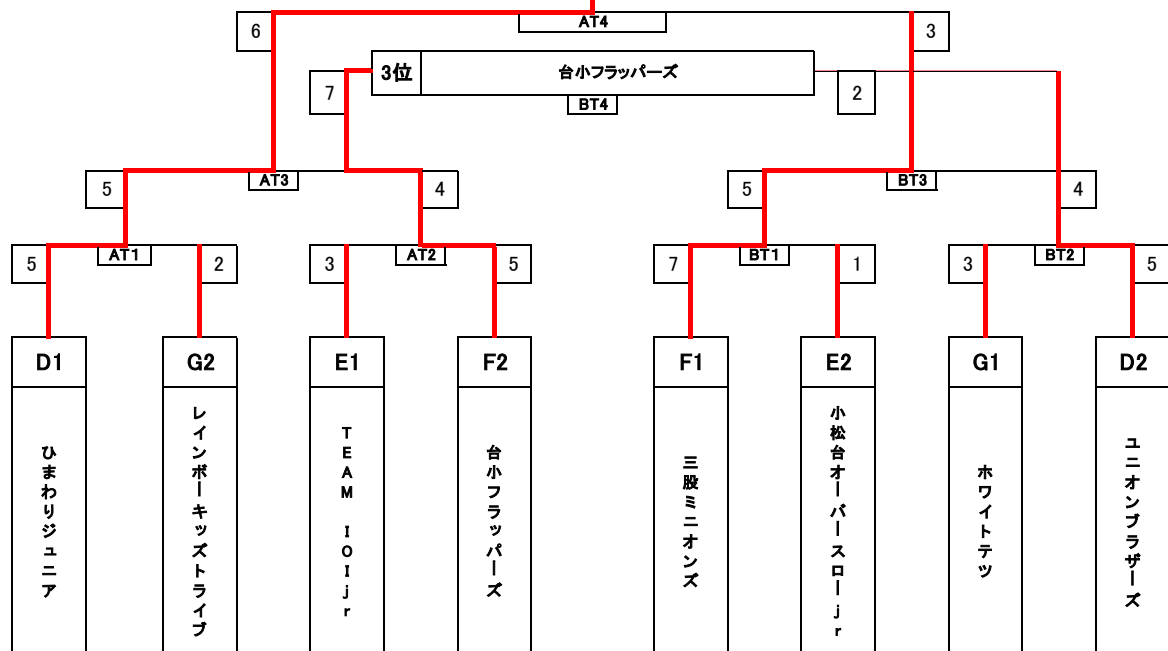 6
AT4
3
3位
台小フラッパーズ
7
BT4
2
5
AT3
4
5
BT3
4
5
AT1
2
3
AT2
5
7
BT1
1
3
BT2
5
D1
G2
E1
F2
F1
E2
G1
D2
ひまわりジュニア
レインボーキッズトライブ
TEAM IOIjr
台小フラッパーズ
三股ミニオンズ
小松台オーバースローjr
ホワイトテツ
ユニオンブラザーズ